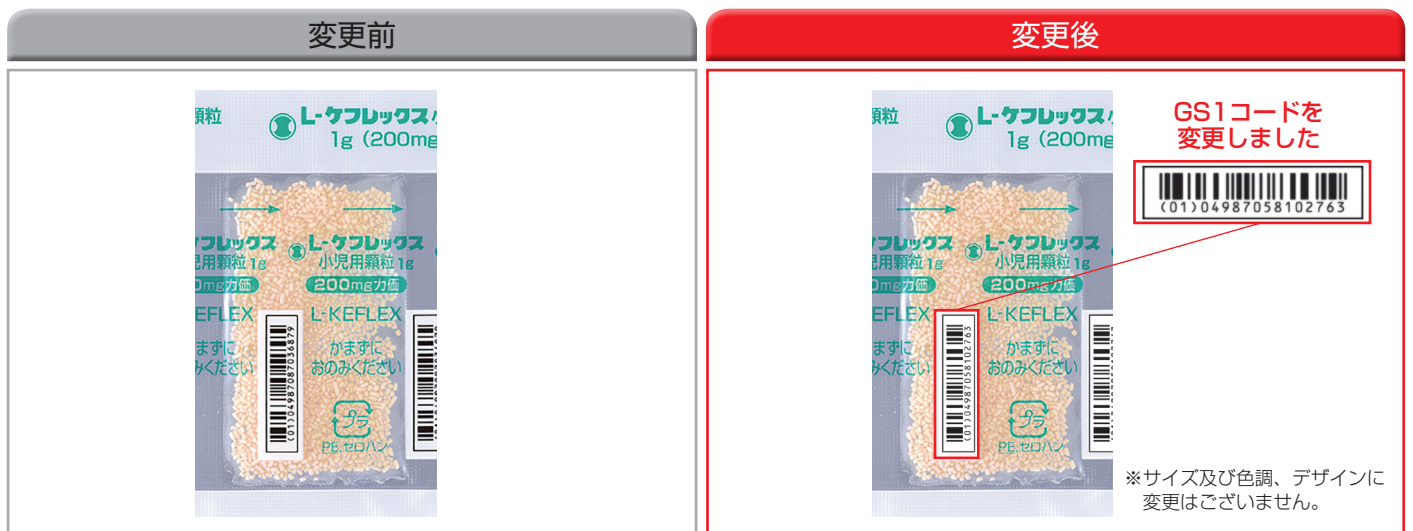 変更前
顆粒
L-ケフレックス
1g (200mg
フレックス
L-ケフレックス
児用顆粒1g
小児用顆粒1g
0mg力価
200mg力価
EFLEX
L-KEFLEX
まずに
かまずに
みください
おのみください
(01)04987087036879
プラ
PE,セロハン
変更後
顆粒
L-ケフレックス
1g (200mg
GS1コードを
変更しました
(01)04987058102763
フレックス
L-ケフレックス
児用顆粒1g
小児用顆粒1g
0mg力価
200mg力価
EFLEX
L-KEFLEX
まずに
かまずに
みください
おのみください
(01)04987058102763
プラ
PE,セロハン
※サイズ及び色調、デザインに
変更はございません。